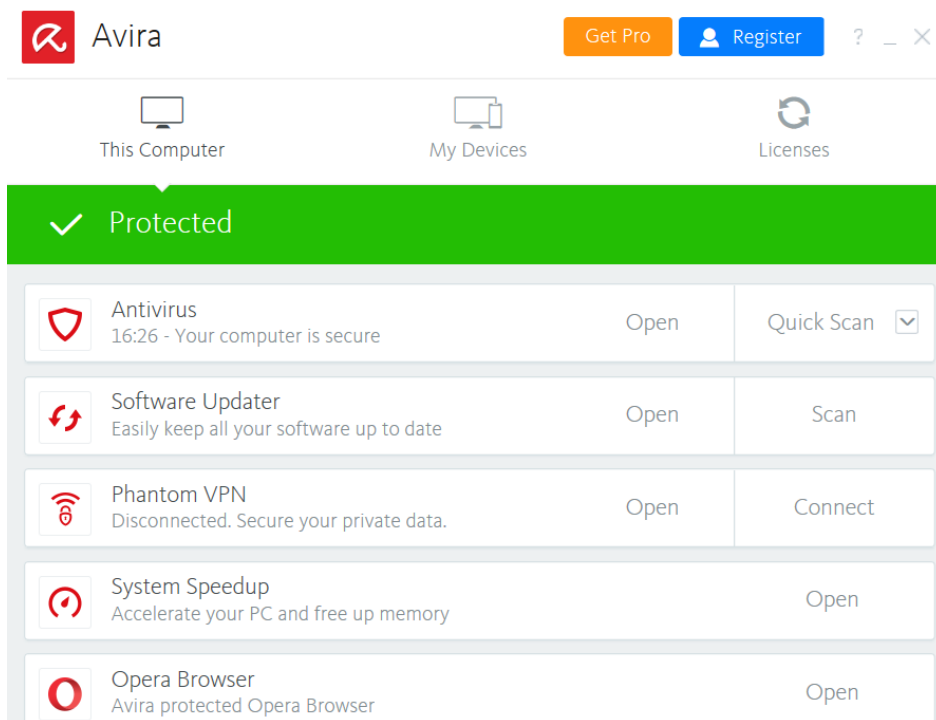 Avira
Get Pro
Register
?
This Computer
My Devices
Licenses
Protected
Antivirus
16:26 - Your computer is secure
Open
Quick Scan
Software Updater
Easily keep all your software up to date
Open
Scan
Phantom VPN
Disconnected. Secure your private data.
Open
Connect
System Speedup
Accelerate your PC and free up memory
Open
Opera Browser
Avira protected Opera Browser
Open